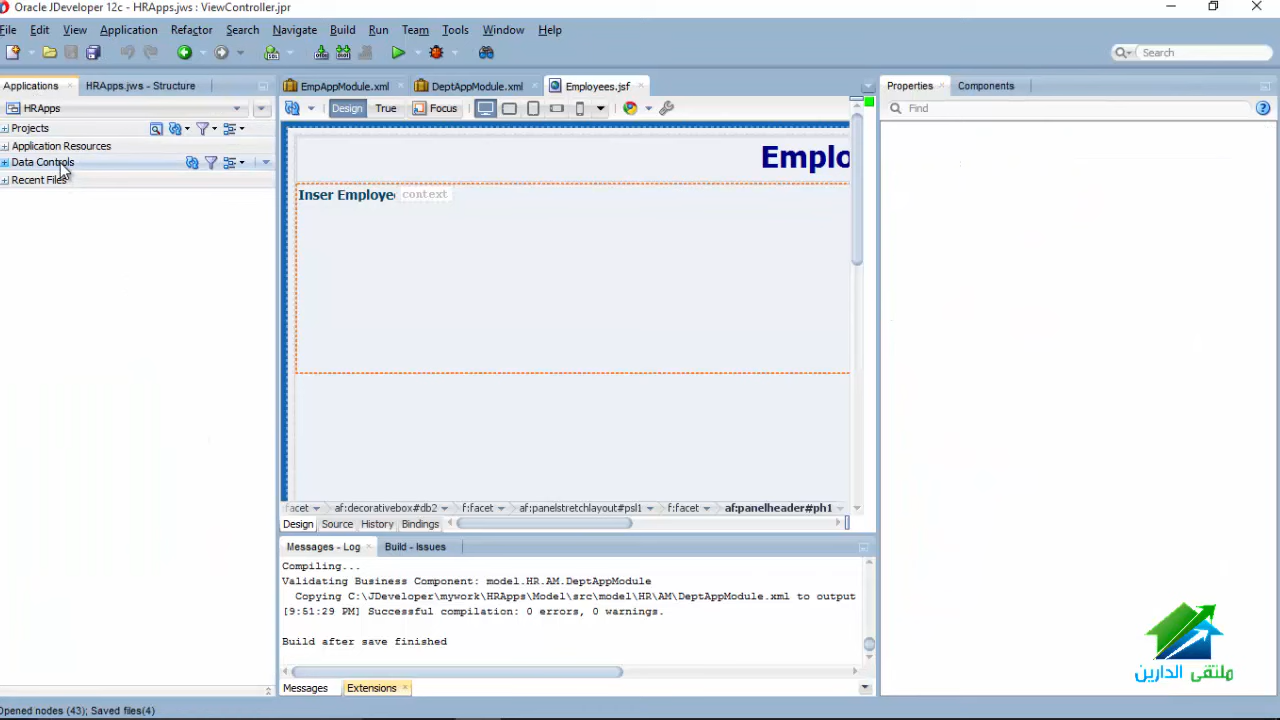 Oracle JDeveloper 12c - HRApps.jws : ViewController.jpr
File Edit View Application Refactor Search Navigate Build Run Team Tools Window Help
Search
Applications HRApps.jws - Structure EmpAppModule.xml DeptAppModule.xml Employees.jsf Properties Components
HRApps Design True Focus Find
Projects
Application Resources
Data Controls
Recent Files
Emplo
Inser Employe context
facet af:decorativebox#db2 f:facet af:panelstretchlayout#psl1 f:facet af:panelheader#ph1
Design Source History Bindings
Messages - Log Build - Issues
Compiling...
Validating Business Component: model.HR.AM.DeptAppModule
Copying C:\JDeveloper\mywork\HRApps\Model\src\model\HR\AM\DeptAppModule.xml to output
[9:51:29 PM] Successful compilation: 0 errors, 0 warnings.
Build after save finished
ملتقى الدارين
Messages Extensions
Opened nodes (43); Saved files(4)